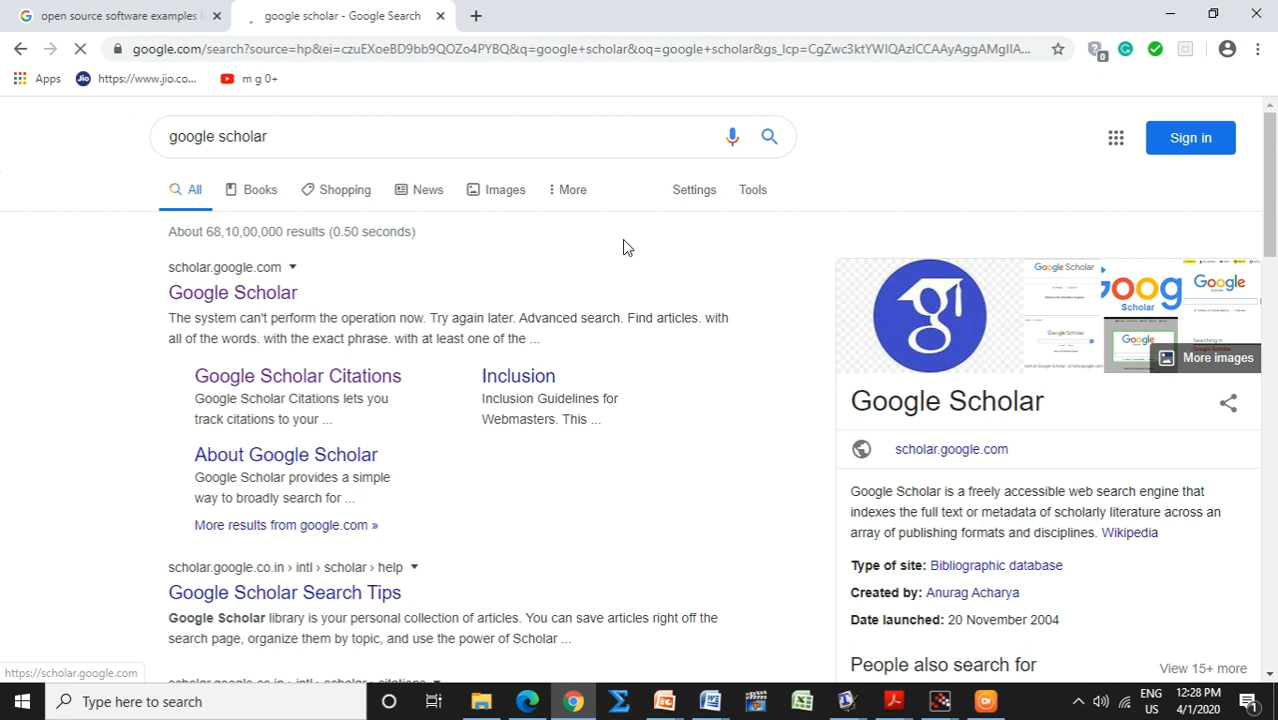 open source software examples
google scholar - Google Search
google.com/search?source=hp&ei=czuEXoeBD9bb9QOZo4PYBQ&q=google+scholar&oq=google+scholar&gs_lcp=CgZwc3ktYWIQAzICCAAyAggAMgIIA...
0
Apps
https://www.jio.co...
m g 0+
google scholar
Sign in
All
Books
Shopping
News
Images
More
Settings
Tools
About 68,10,00,000 results (0.50 seconds)
scholar.google.com
Google Scholar
The system can't perform the operation now. Try again later. Advanced search. Find articles. with
all of the words. with the exact phrase. with at least one of the ...
Google Scholar Citations
Google Scholar Citations lets you
track citations to your ...
Inclusion
Inclusion Guidelines for
Webmasters. This ...
About Google Scholar
Google Scholar provides a simple
way to broadly search for ...
More results from google.com »
scholar.google.co.in › intl › scholar › help
Google Scholar Search Tips
Google Scholar library is your personal collection of articles. You can save articles right off the
search page, organize them by topic, and use the power of Scholar ...
https://scholar.google.com
Google Scholar
Google
Google
Scholar
Google
More images
Google Scholar
scholar.google.com
Google Scholar is a freely accessible web search engine that
indexes the full text or metadata of scholarly literature across an
array of publishing formats and disciplines. Wikipedia
Type of site: Bibliographic database
Created by: Anurag Acharya
Date launched: 20 November 2004
People also search for
View 15+ more
Type here to search
ENG
US
12:28 PM
4/1/2020
1